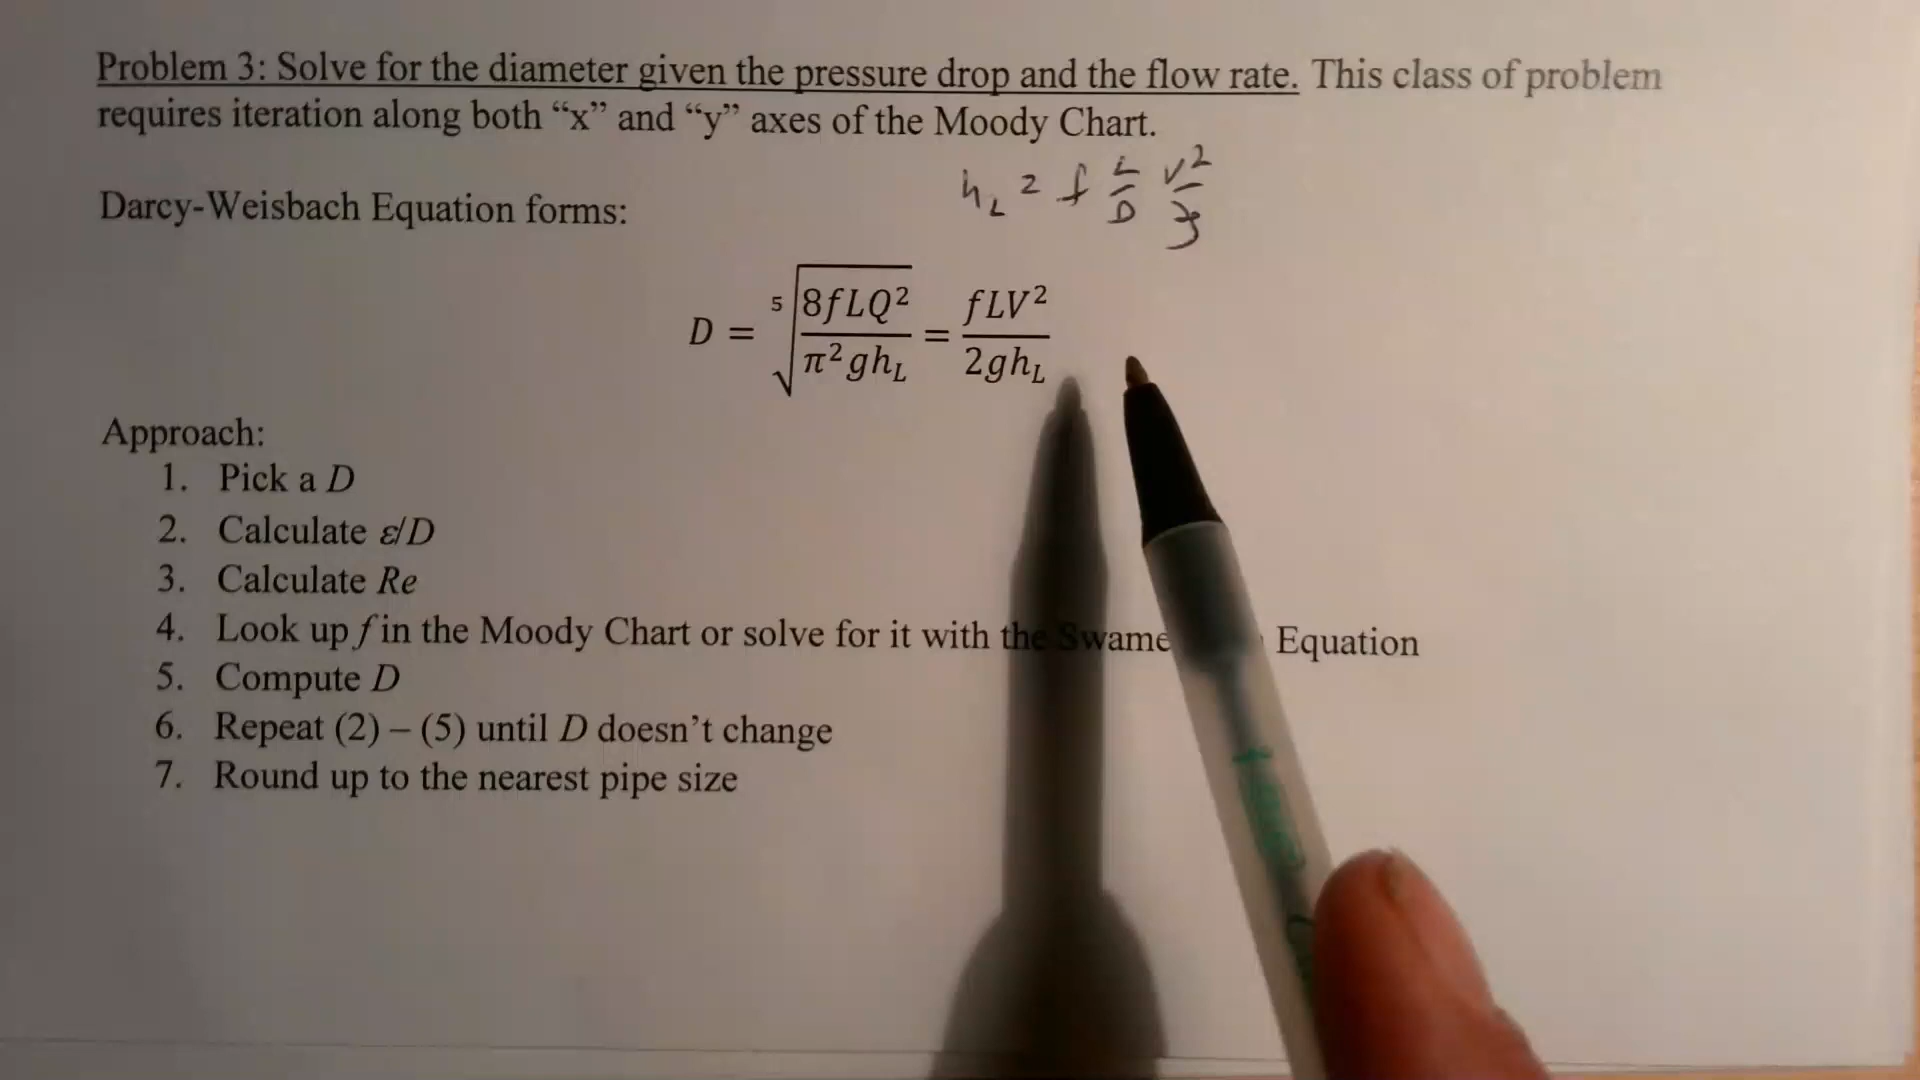 Problem 3: Solve for the diameter given the pressure drop and the flow rate. This class of problem
requires iteration along both “x” and “y” axes of the Moody Chart.
h_L = f L/D V²/2g
Darcy-Weisbach Equation forms:
D = ⁵√(8fLQ²/π²gh_L) = fLV²/2gh_L
Approach:
1. Pick a D
2. Calculate ε/D
3. Calculate Re
4. Look up f in the Moody Chart or solve for it with the Swame Equation
5. Compute D
6. Repeat (2) – (5) until D doesn’t change
7. Round up to the nearest pipe size